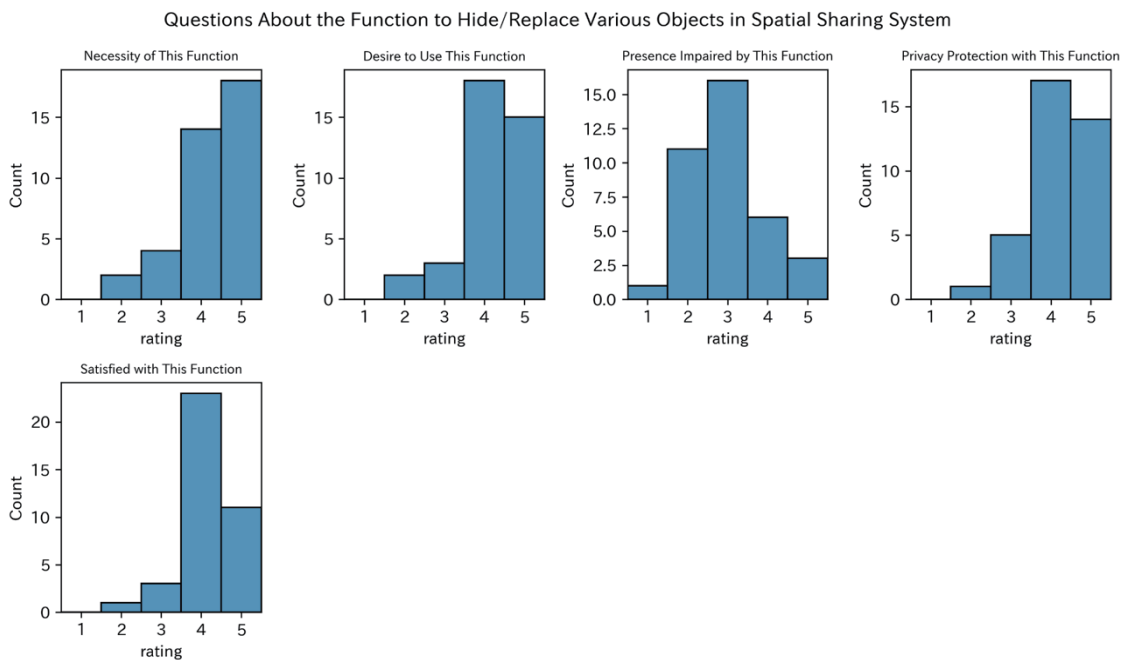 Questions About the Function to Hide/Replace Various Objects in Spatial Sharing System
Necessity of This Function
Count
15
10
5
0
1 2 3 4 5
rating
Desire to Use This Function
Count
15
10
5
0
1 2 3 4 5
rating
Presence Impaired by This Function
Count
15.0
12.5
10.0
7.5
5.0
2.5
0.0
1 2 3 4 5
rating
Privacy Protection with This Function
Count
15
10
5
0
1 2 3 4 5
rating
Satisfied with This Function
Count
20
15
10
5
0
1 2 3 4 5
rating